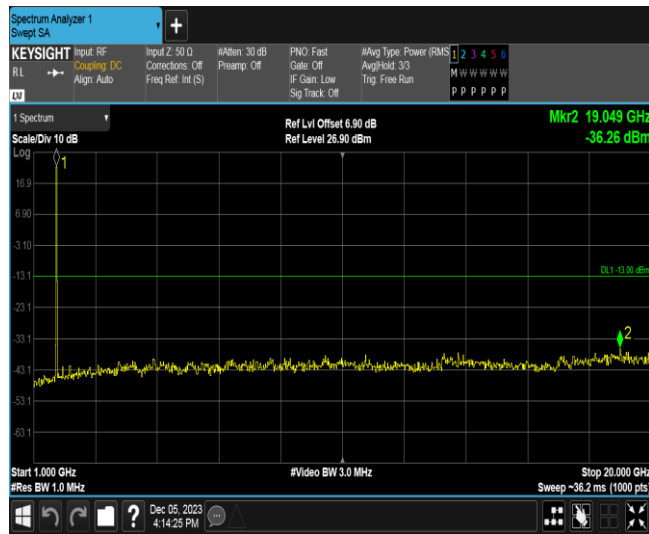 Spectrum Analyzer 1
Swept SA
+
KEYSIGHT Input: RF Input Z: 50 Ω #Atten: 30 dB PNO: Fast #Avg Type: Power (RMS 1 2 3 4 5 6
RL Coupling: DC Corrections: Off Preamp: Off Gate: Off Avg|Hold: 3/3 M W W W W W
Align: Auto Freq Ref: Int (S) IF Gain: Low Trig: Free Run
LXI Sig Track: Off P P P P P P
1 Spectrum Ref Lvl Offset 6.90 dB Mkr2 19.049 GHz
Scale/Div 10 dB Ref Level 26.90 dBm -36.26 dBm
Log
1
16.9
6.90
-3.10
-13.1 DL1 -13.00 dBm
-23.1
-33.1 2
-43.1
-53.1
-63.1
Start 1.000 GHz #Video BW 3.0 MHz Stop 20.000 GHz
#Res BW 1.0 MHz Sweep ~36.2 ms (1000 pts
? Dec 05, 2023
4:14:25 PM